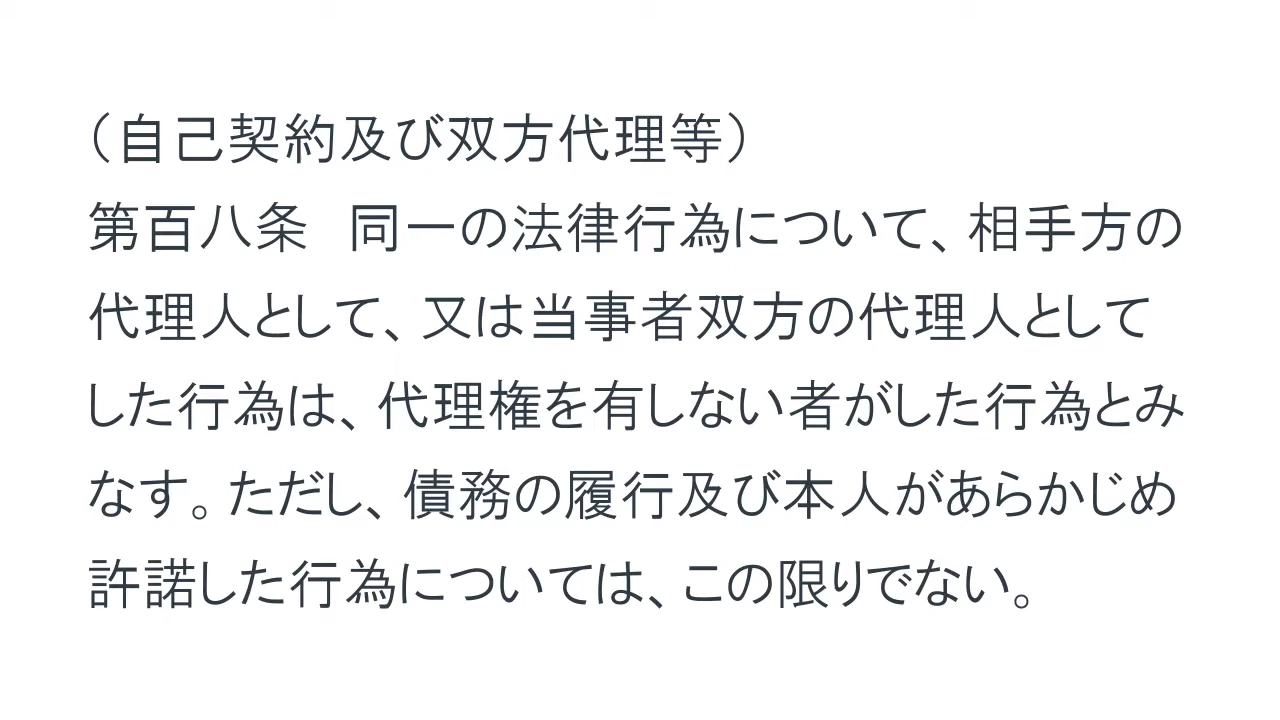 （自己契約及び双方代理等）
第百八条　同一の法律行為について、相手方の
代理人として、又は当事者双方の代理人として
した行為は、代理権を有しない者がした行為とみ
なす。ただし、債務の履行及び本人があらかじめ
許諾した行為については、この限りでない。